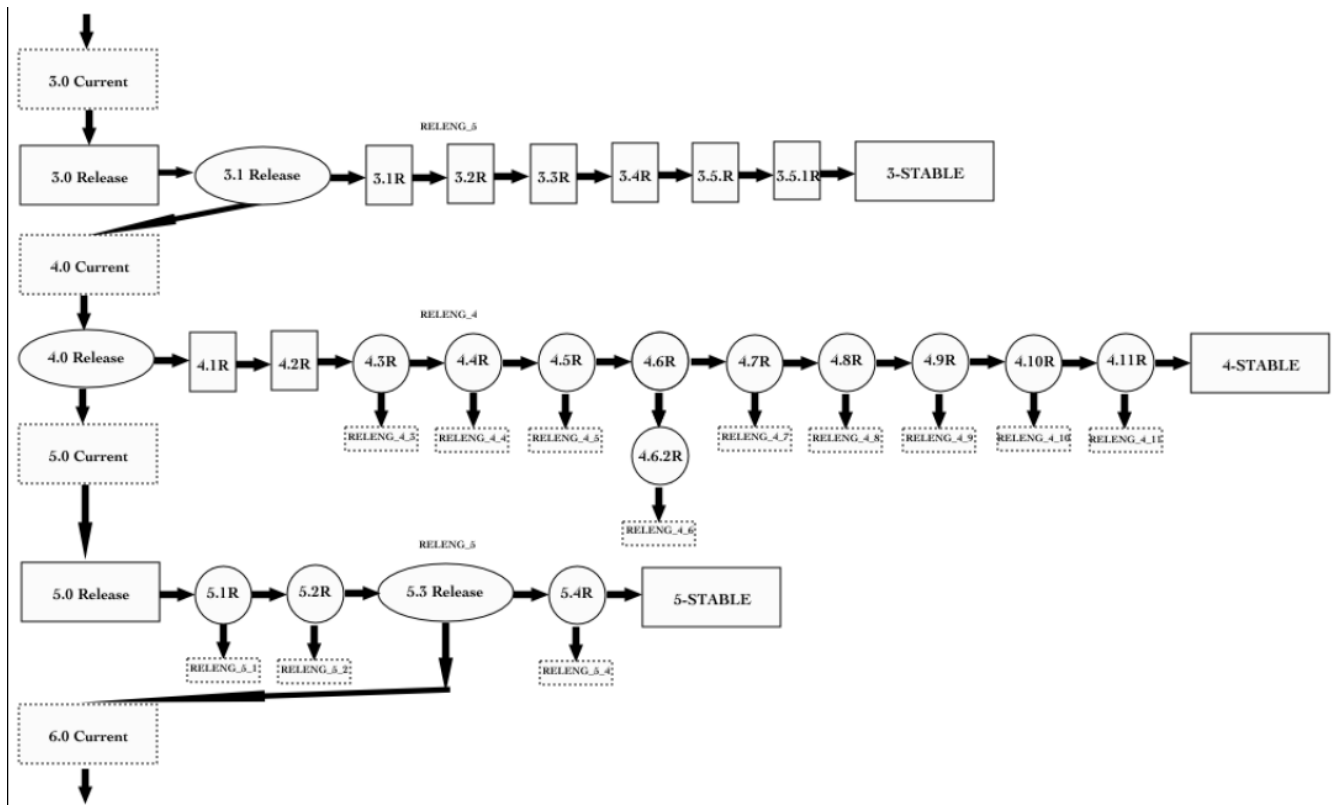 3.0 Current
RELENG_5
3.0 Release
3.1 Release
3.1R
3.2R
3.3R
3.4R
3.5.R
3.5.1R
3-STABLE
4.0 Current
RELENG_4
4.0 Release
4.1R
4.2R
4.3R
4.4R
4.5R
4.6R
4.7R
4.8R
4.9R
4.10R
4.11R
4-STABLE
RELENG_4_3
RELENG_4_4
RELENG_4_5
RELENG_4_7
RELENG_4_8
RELENG_4_9
RELENG_4_10
RELENG_4_11
5.0 Current
4.6.2R
RELENG_4_6
RELENG_5
5.0 Release
5.1R
5.2R
5.3 Release
5.4R
5-STABLE
RELENG_5_1
RELENG_5_2
RELENG_5_4
6.0 Current